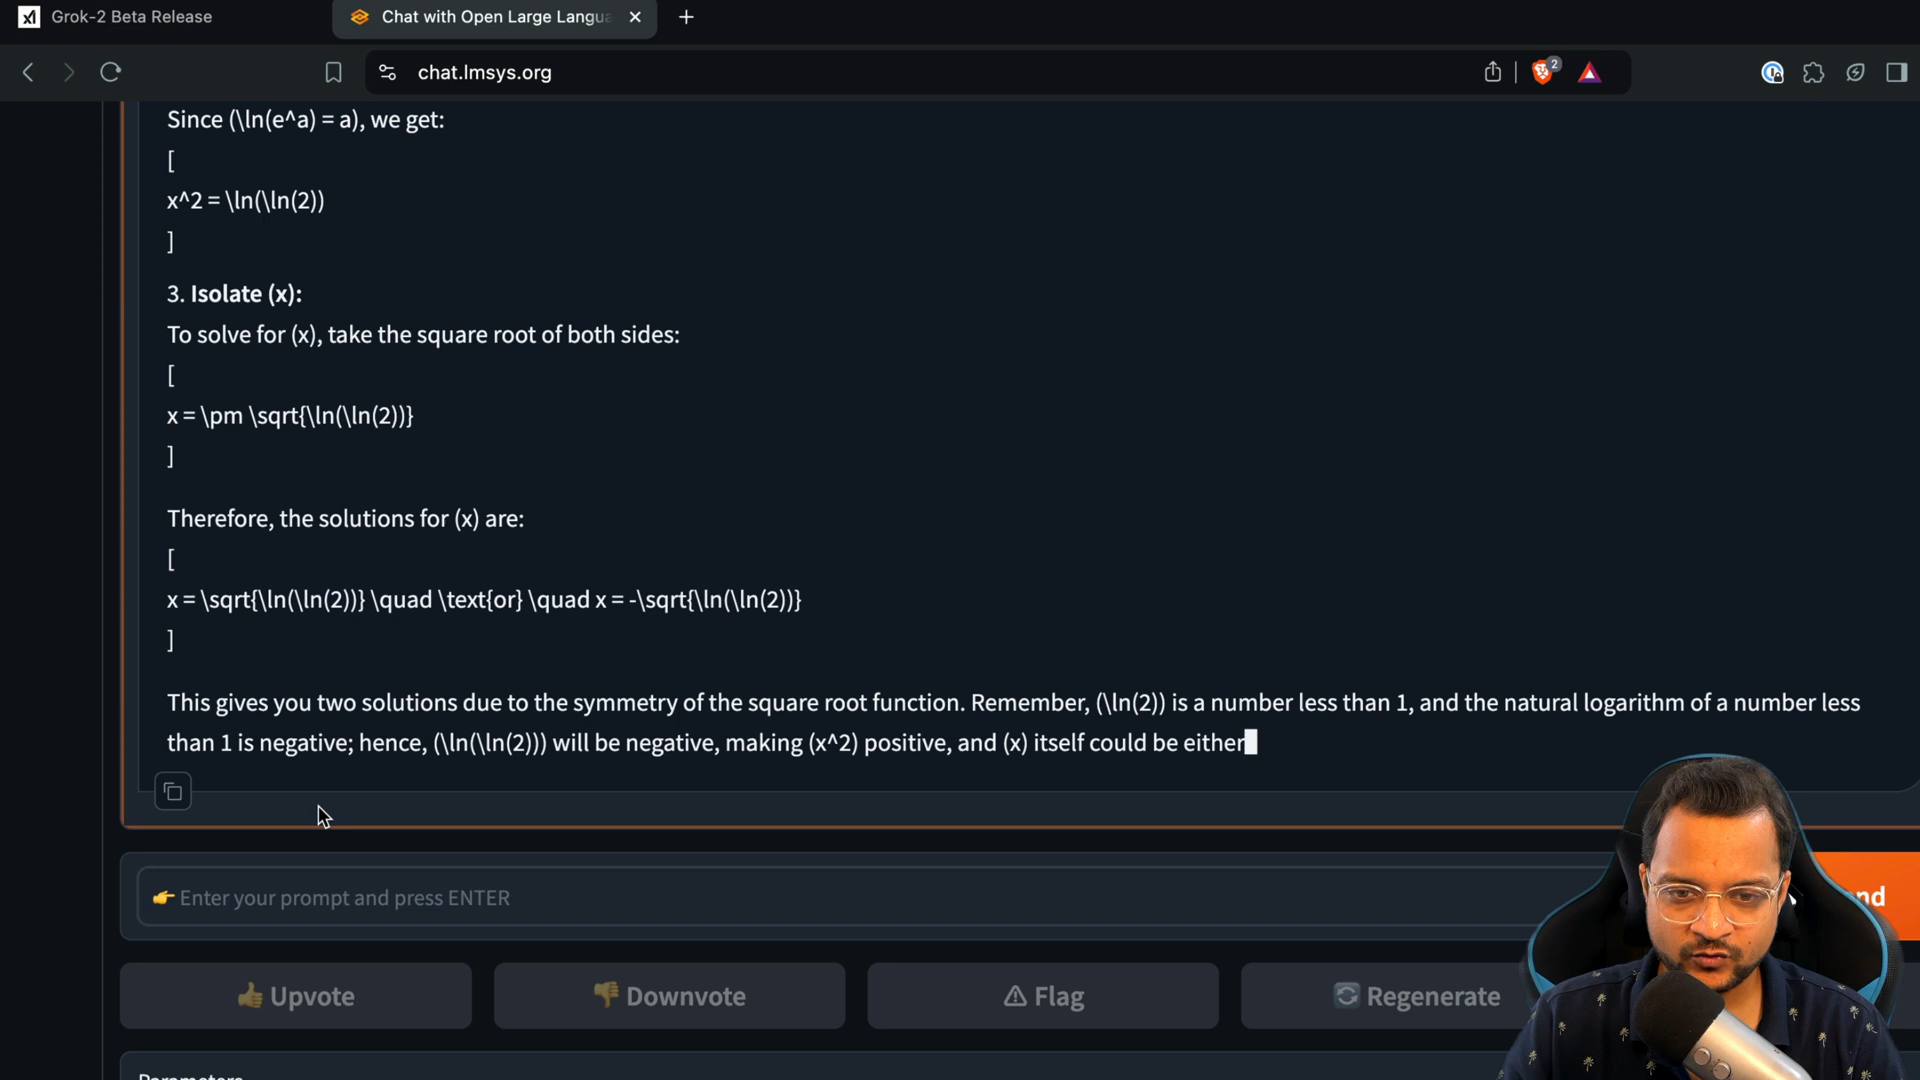 Grok-2 Beta Release
Chat with Open Large Langu
chat.lmsys.org
2
Since (\ln(e^a) = a), we get:
[
x^2 = \ln(\ln(2))
]
3. Isolate (x):
To solve for (x), take the square root of both sides:
[
x = \pm \sqrt{\ln(\ln(2))}
]
Therefore, the solutions for (x) are:
[
x = \sqrt{\ln(\ln(2))} \quad \text{or} \quad x = -\sqrt{\ln(\ln(2))}
]
This gives you two solutions due to the symmetry of the square root function. Remember, (\ln(2)) is a number less than 1, and the natural logarithm of a number less
than 1 is negative; hence, (\ln(\ln(2))) will be negative, making (x^2) positive, and (x) itself could be either
👉 Enter your prompt and press ENTER
nd
👍 Upvote
👎 Downvote
⚠ Flag
🔄 Regenerate
Parameters